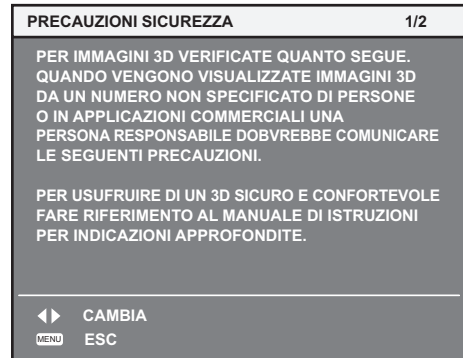 PRECAUZIONI SICUREZZA 1/2
PER IMMAGINI 3D VERIFICATE QUANTO SEGUE.
QUANDO VENGONO VISUALIZZATE IMMAGINI 3D
DA UN NUMERO NON SPECIFICATO DI PERSONE
O IN APPLICAZIONI COMMERCIALI UNA
PERSONA RESPONSABILE DOBVREBBE COMUNICARE
LE SEGUENTI PRECAUZIONI.
PER USUFRUIRE DI UN 3D SICURO E CONFORTEVOLE
FARE RIFERIMENTO AL MANUALE DI ISTRUZIONI
PER INDICAZIONI APPROFONDITE.
CAMBIA
MENU ESC